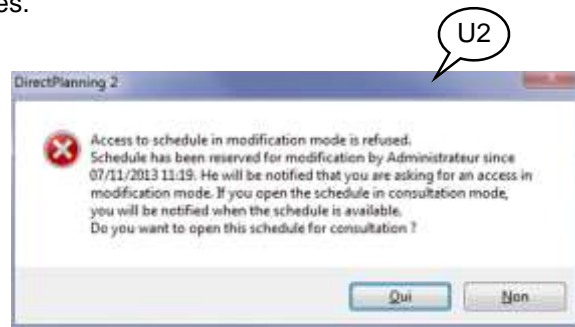 es.
U2
DirectPlanning 2
Access to schedule in modification mode is refused.
Schedule has been reserved for modification by Administrateur since
07/11/2013 11:19. He will be notified that you are asking for an access in
modification mode. If you open the schedule in consultation mode,
you will be notified when the schedule is available.
Do you want to open this schedule for consultation ?
Oui
Non